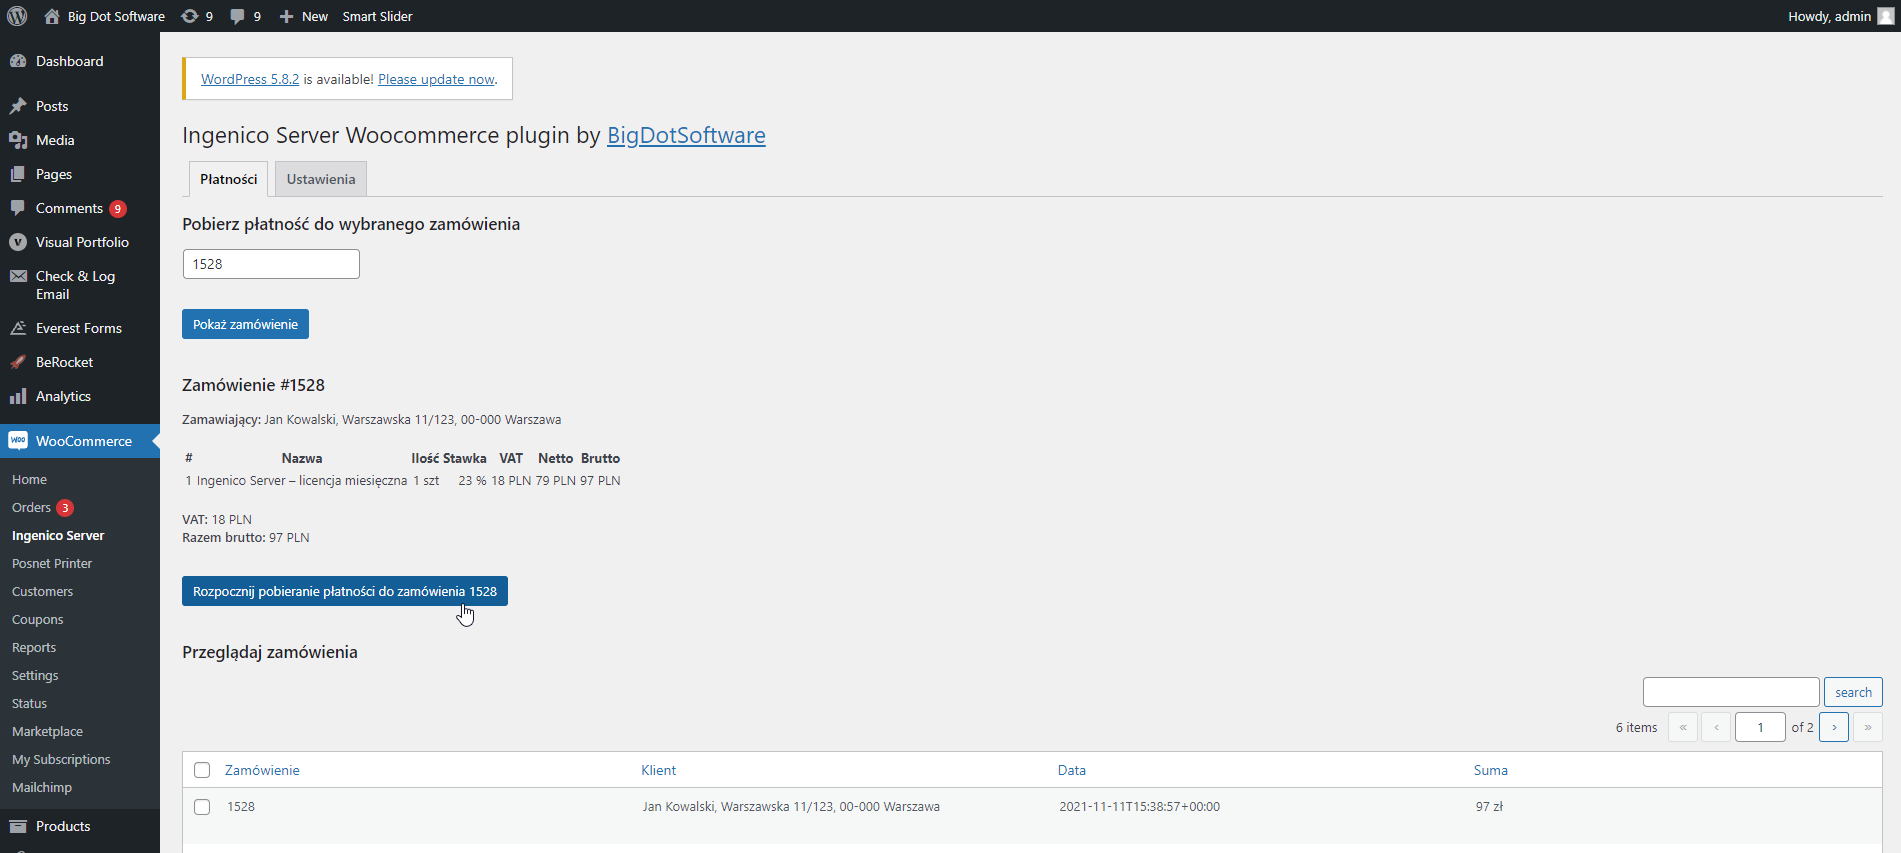 Big Dot Software 9 9 New Smart Slider Howdy, admin
Dashboard
Posts
Media
Pages
Comments 9
Visual Portfolio
Check & Log
Email
Everest Forms
BeRocket
Analytics
WooCommerce
Home
Orders 3
Ingenico Server
Posnet Printer
Customers
Coupons
Reports
Settings
Status
Marketplace
My Subscriptions
Mailchimp
Products
WordPress 5.8.2 is available! Please update now.
Ingenico Server Woocommerce plugin by BigDotSoftware
Płatności Ustawienia
Pobierz płatność do wybranego zamówienia
1528
Pokaż zamówienie
Zamówienie #1528
Zamawiający: Jan Kowalski, Warszawska 11/123, 00-000 Warszawa
# Nazwa Ilość Stawka VAT Netto Brutto
1 Ingenico Server – licencja miesięczna 1 szt 23 % 18 PLN 79 PLN 97 PLN
VAT: 18 PLN
Razem brutto: 97 PLN
Rozpocznij pobieranie płatności do zamówienia 1528
Przeglądaj zamówienia
search
6 items « ‹ 1 of 2 › »
Zamówienie Klient Data Suma
1528 Jan Kowalski, Warszawska 11/123, 00-000 Warszawa 2021-11-11T15:38:57+00:00 97 zł